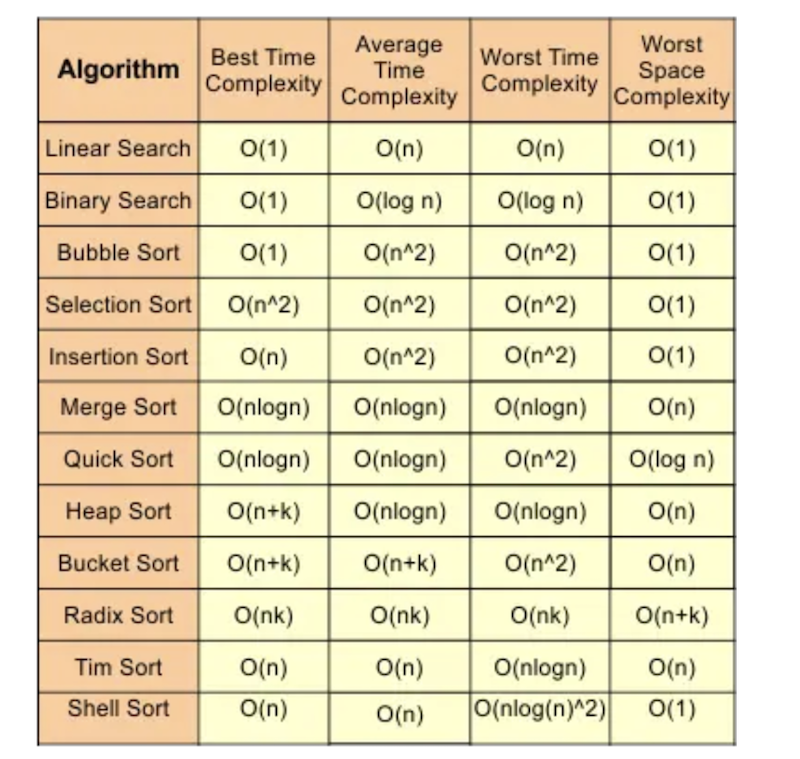 Algorithm Best Time Complexity Average Time Complexity Worst Time Complexity Worst Space Complexity
Linear Search O(1) O(n) O(n) O(1)
Binary Search O(1) O(log n) O(log n) O(1)
Bubble Sort O(1) O(n^2) O(n^2) O(1)
Selection Sort O(n^2) O(n^2) O(n^2) O(1)
Insertion Sort O(n) O(n^2) O(n^2) O(1)
Merge Sort O(nlogn) O(nlogn) O(nlogn) O(n)
Quick Sort O(nlogn) O(nlogn) O(n^2) O(log n)
Heap Sort O(n+k) O(nlogn) O(nlogn) O(n)
Bucket Sort O(n+k) O(n+k) O(n^2) O(n)
Radix Sort O(nk) O(nk) O(nk) O(n+k)
Tim Sort O(n) O(n) O(nlogn) O(n)
Shell Sort O(n) O(n) O(nlog(n)^2) O(1)